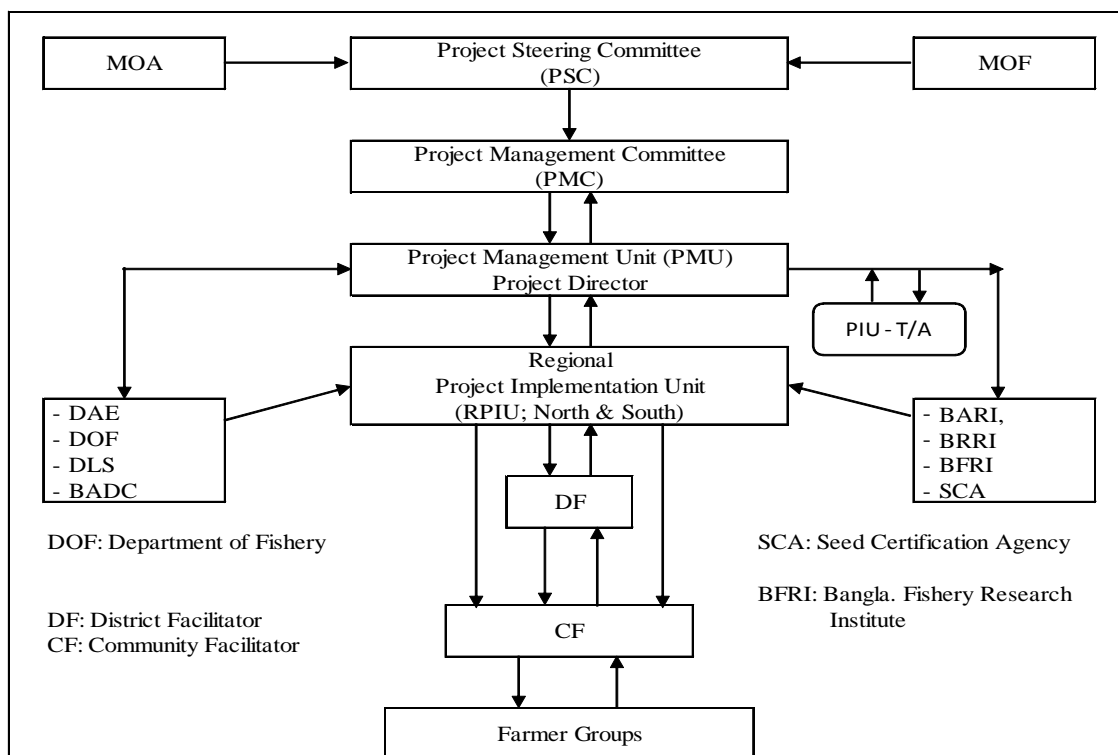 MOA
Project Steering Committee
(PSC)
MOF
Project Management Committee
(PMC)
Project Management Unit (PMU)
Project Director
PIU - T/A
Regional
Project Implementation Unit
(RPIU; North & South)
- DAE
- DOF
- DLS
- BADC
- BARI,
- BRRI
- BFRI
- SCA
DF
DOF: Department of Fishery
SCA: Seed Certification Agency
BFRI: Bangla. Fishery Research
Institute
DF: District Facilitator
CF: Community Facilitator
CF
Farmer Groups